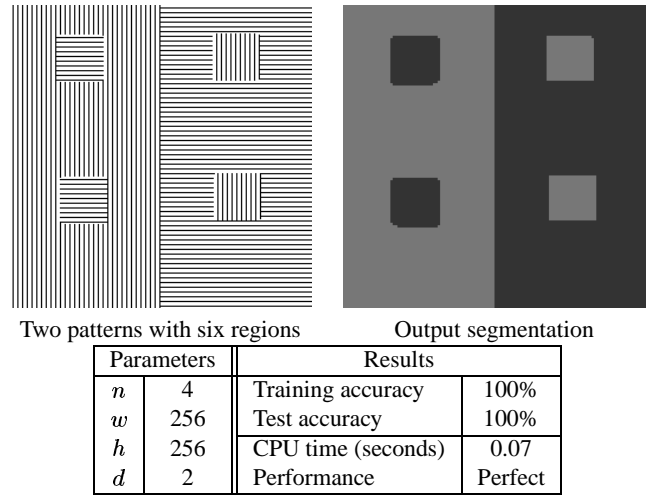 Two patterns with six regions Output segmentation
Parameters Results
n 4 Training accuracy 100%
w 256 Test accuracy 100%
h 256 CPU time (seconds) 0.07
d 2 Performance Perfect